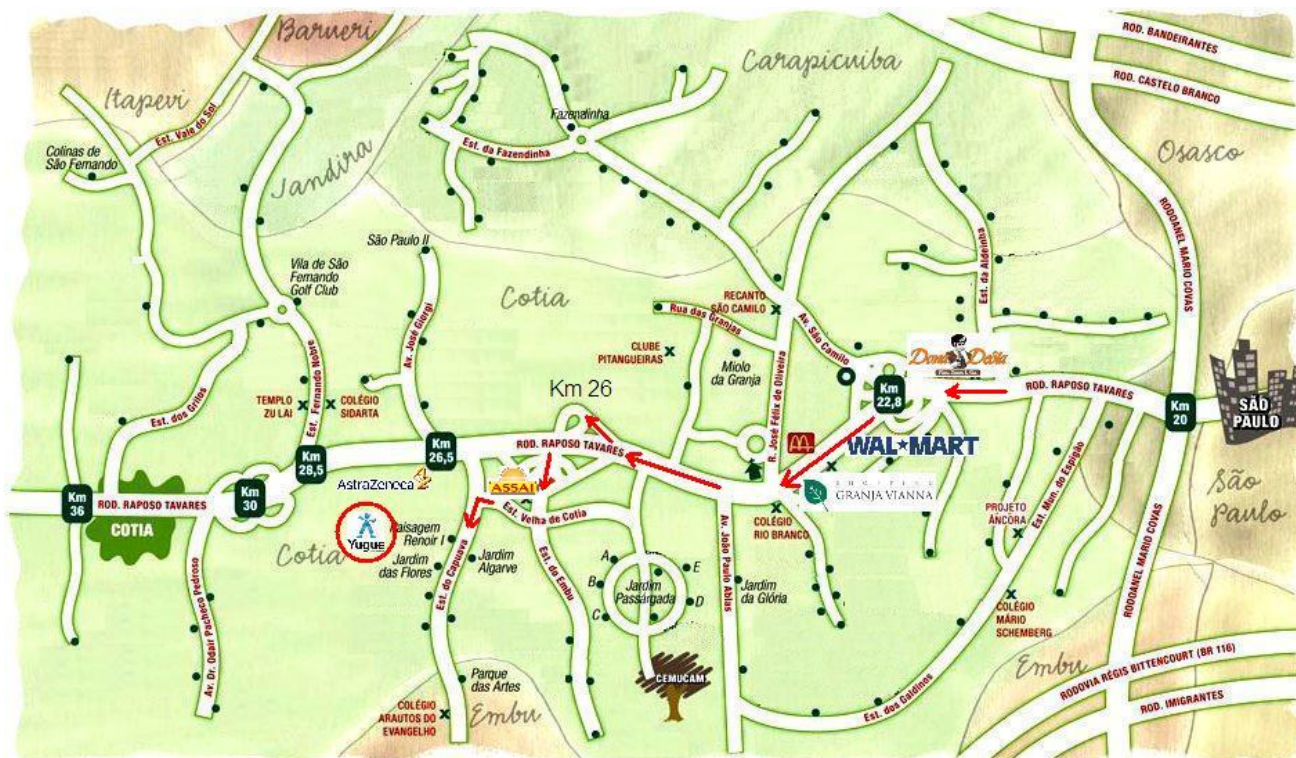 Barueri
Carapicuiba
ROD. BANDEIRANTES
ROD. CASTELO BRANCO
Itapevi
Est. Vale do Sol
Fazenalinha
Osasco
Colinas de
São Fernando
Jandira
Est. da Fazendinha
RODOANEL MARIO COVAS
São Paulo II
Vila de São
Fernando
Golf Club
Cotia
Est. da Aldeinha
RECANTO
SÃO CAMILO
Rua das Granjas
Av. São Camilo
Av. José Giorgi
CLUBE
PITANGUEIRAS
Miolo
da Granja
R. José Félix de Oliveira
Km
22,8
ROD. RAPOSO TAVARES
Km
20
SÃO
PAULO
Est. dos Grilos
Est. Fernando Nobre
TEMPLO
ZU LAI
COLÉGIO
SIDARTA
Km 26
ROD. RAPOSO TAVARES
Km
26,5
Km
28,5
WAL★MART
AstraZeneca
ASSAI
SHOPPING
GRANJA VIANNA
Km
36
ROD. RAPOSO TAVARES
Km
30
COTIA
Est. Velha de Cotia
COLÉGIO
RIO BRANCO
PROJETO
ÂNCORA
Est. Mun. do Espigão
São
Paulo
Yugue
Cotia
Paisagem
Renoir I
Jardim
das Flores
Jardim
Algarve
Est. do Capuava
Est. do Embu
A
B
C
E
D
Jardim
Passárgada
Av. João Paulo Ablas
Jardim
da Glória
COLÉGIO
MÁRIO
SCHEMBERG
RODOANEL MARIO COVAS
Av. Dr. Odair Pacheco Pedroso
Parque
das Artes
CEMUCAM
Embu
COLÉGIO
ARAUTOS DO
EVANGELHO
Embu
Est. dos Galdinos
RODOVIA RÉGIS BITTENCOURT (BR 116)
ROD. IMIGRANTES